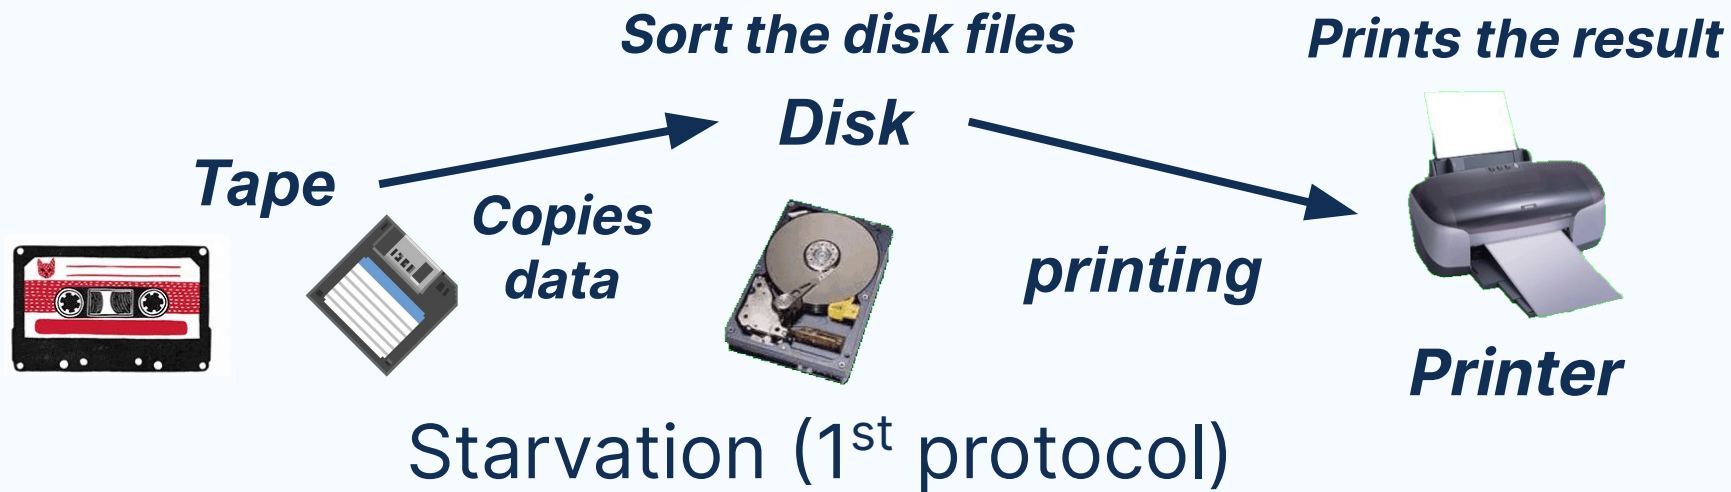 Sort the disk files
Prints the result
Disk
Tape
Copies
data
printing
Printer
Starvation (1st protocol)